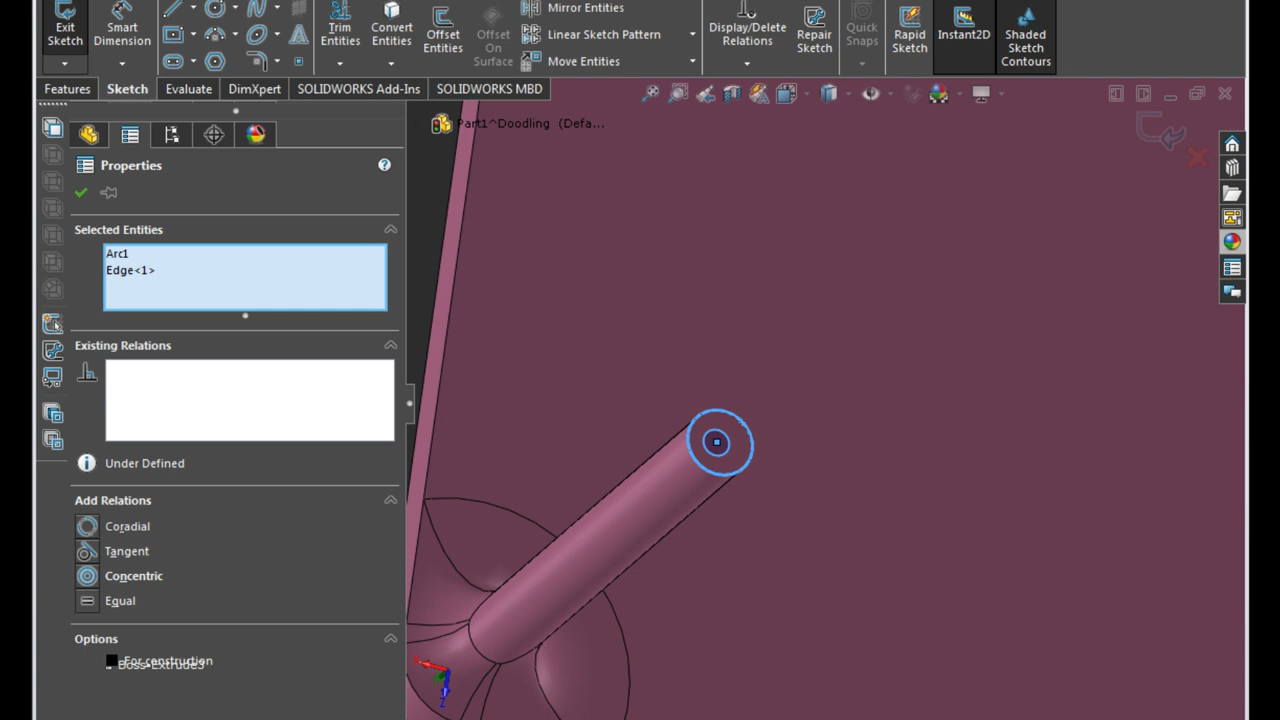 Exit Sketch
Smart Dimension
Trim Entities
Convert Entities
Offset Entities
Offset On Surface
Mirror Entities
Linear Sketch Pattern
Move Entities
Display/Delete Relations
Repair Sketch
Quick Snaps
Rapid Sketch
Instant2D
Shaded Sketch Contours
Features
Sketch
Evaluate
DimXpert
SOLIDWORKS Add-Ins
SOLIDWORKS MBD
Part1^Doodling (Defa...
Properties
?
Selected Entities
Arc1
Edge<1>
Existing Relations
Under Defined
Add Relations
Coradial
Tangent
Concentric
Equal
Options
For construction
Boss-Extrude3
Z